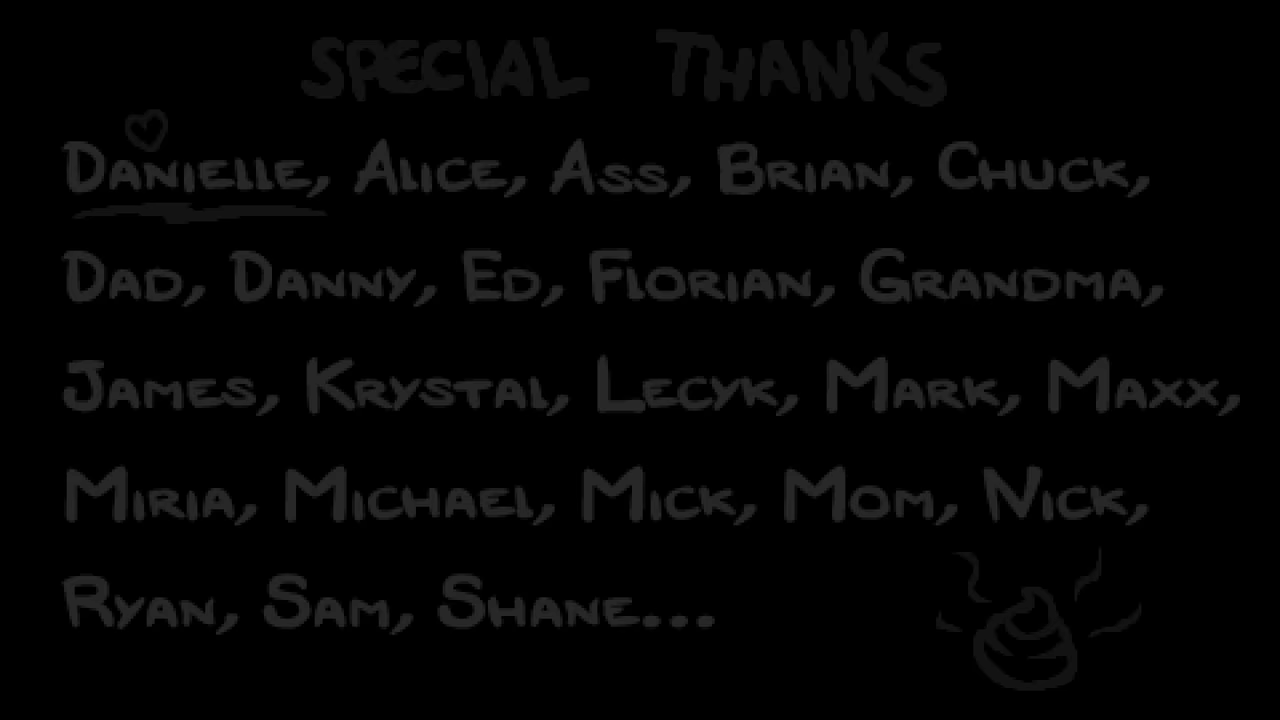 SPECIAL THANKS
Danielle, Alice, Ass, Brian, Chuck,
Dad, Danny, Ed, Florian, Grandma,
James, Krystal, Lecyk, Mark, Maxx,
Miria, Michael, Mick, Mom, Nick,
Ryan, Sam, Shane...